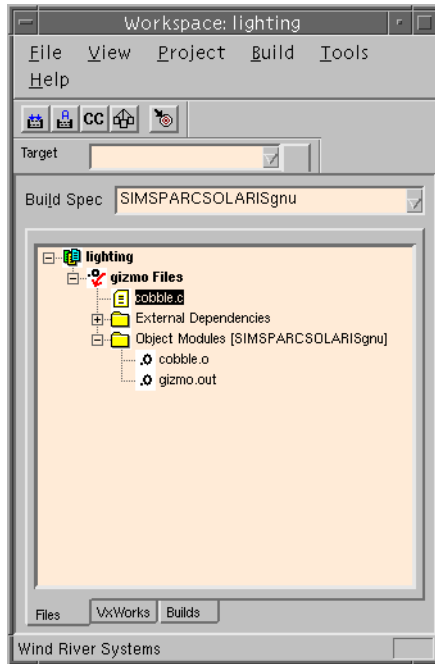 Workspace: lighting
File View Project Build Tools
Help
CC
Target
Build Spec SIMSPARCSOLARISgnu
lighting
gizmo Files
cobble.c
External Dependencies
Object Modules [SIMSPARCSOLARISgnu]
.o cobble.o
.o gizmo.out
Files VxWorks Builds
Wind River Systems